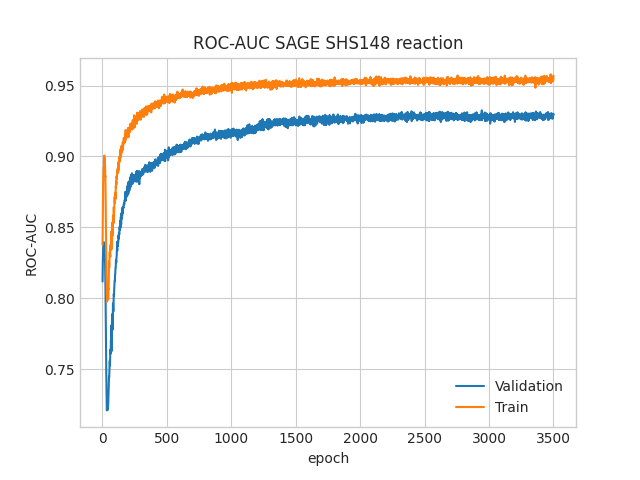 ROC-AUC SAGE SHS148 reaction
0.95
0.90
0.85
0.80
0.75
ROC-AUC
Validation
Train
0 500 1000 1500 2000 2500 3000 3500
epoch